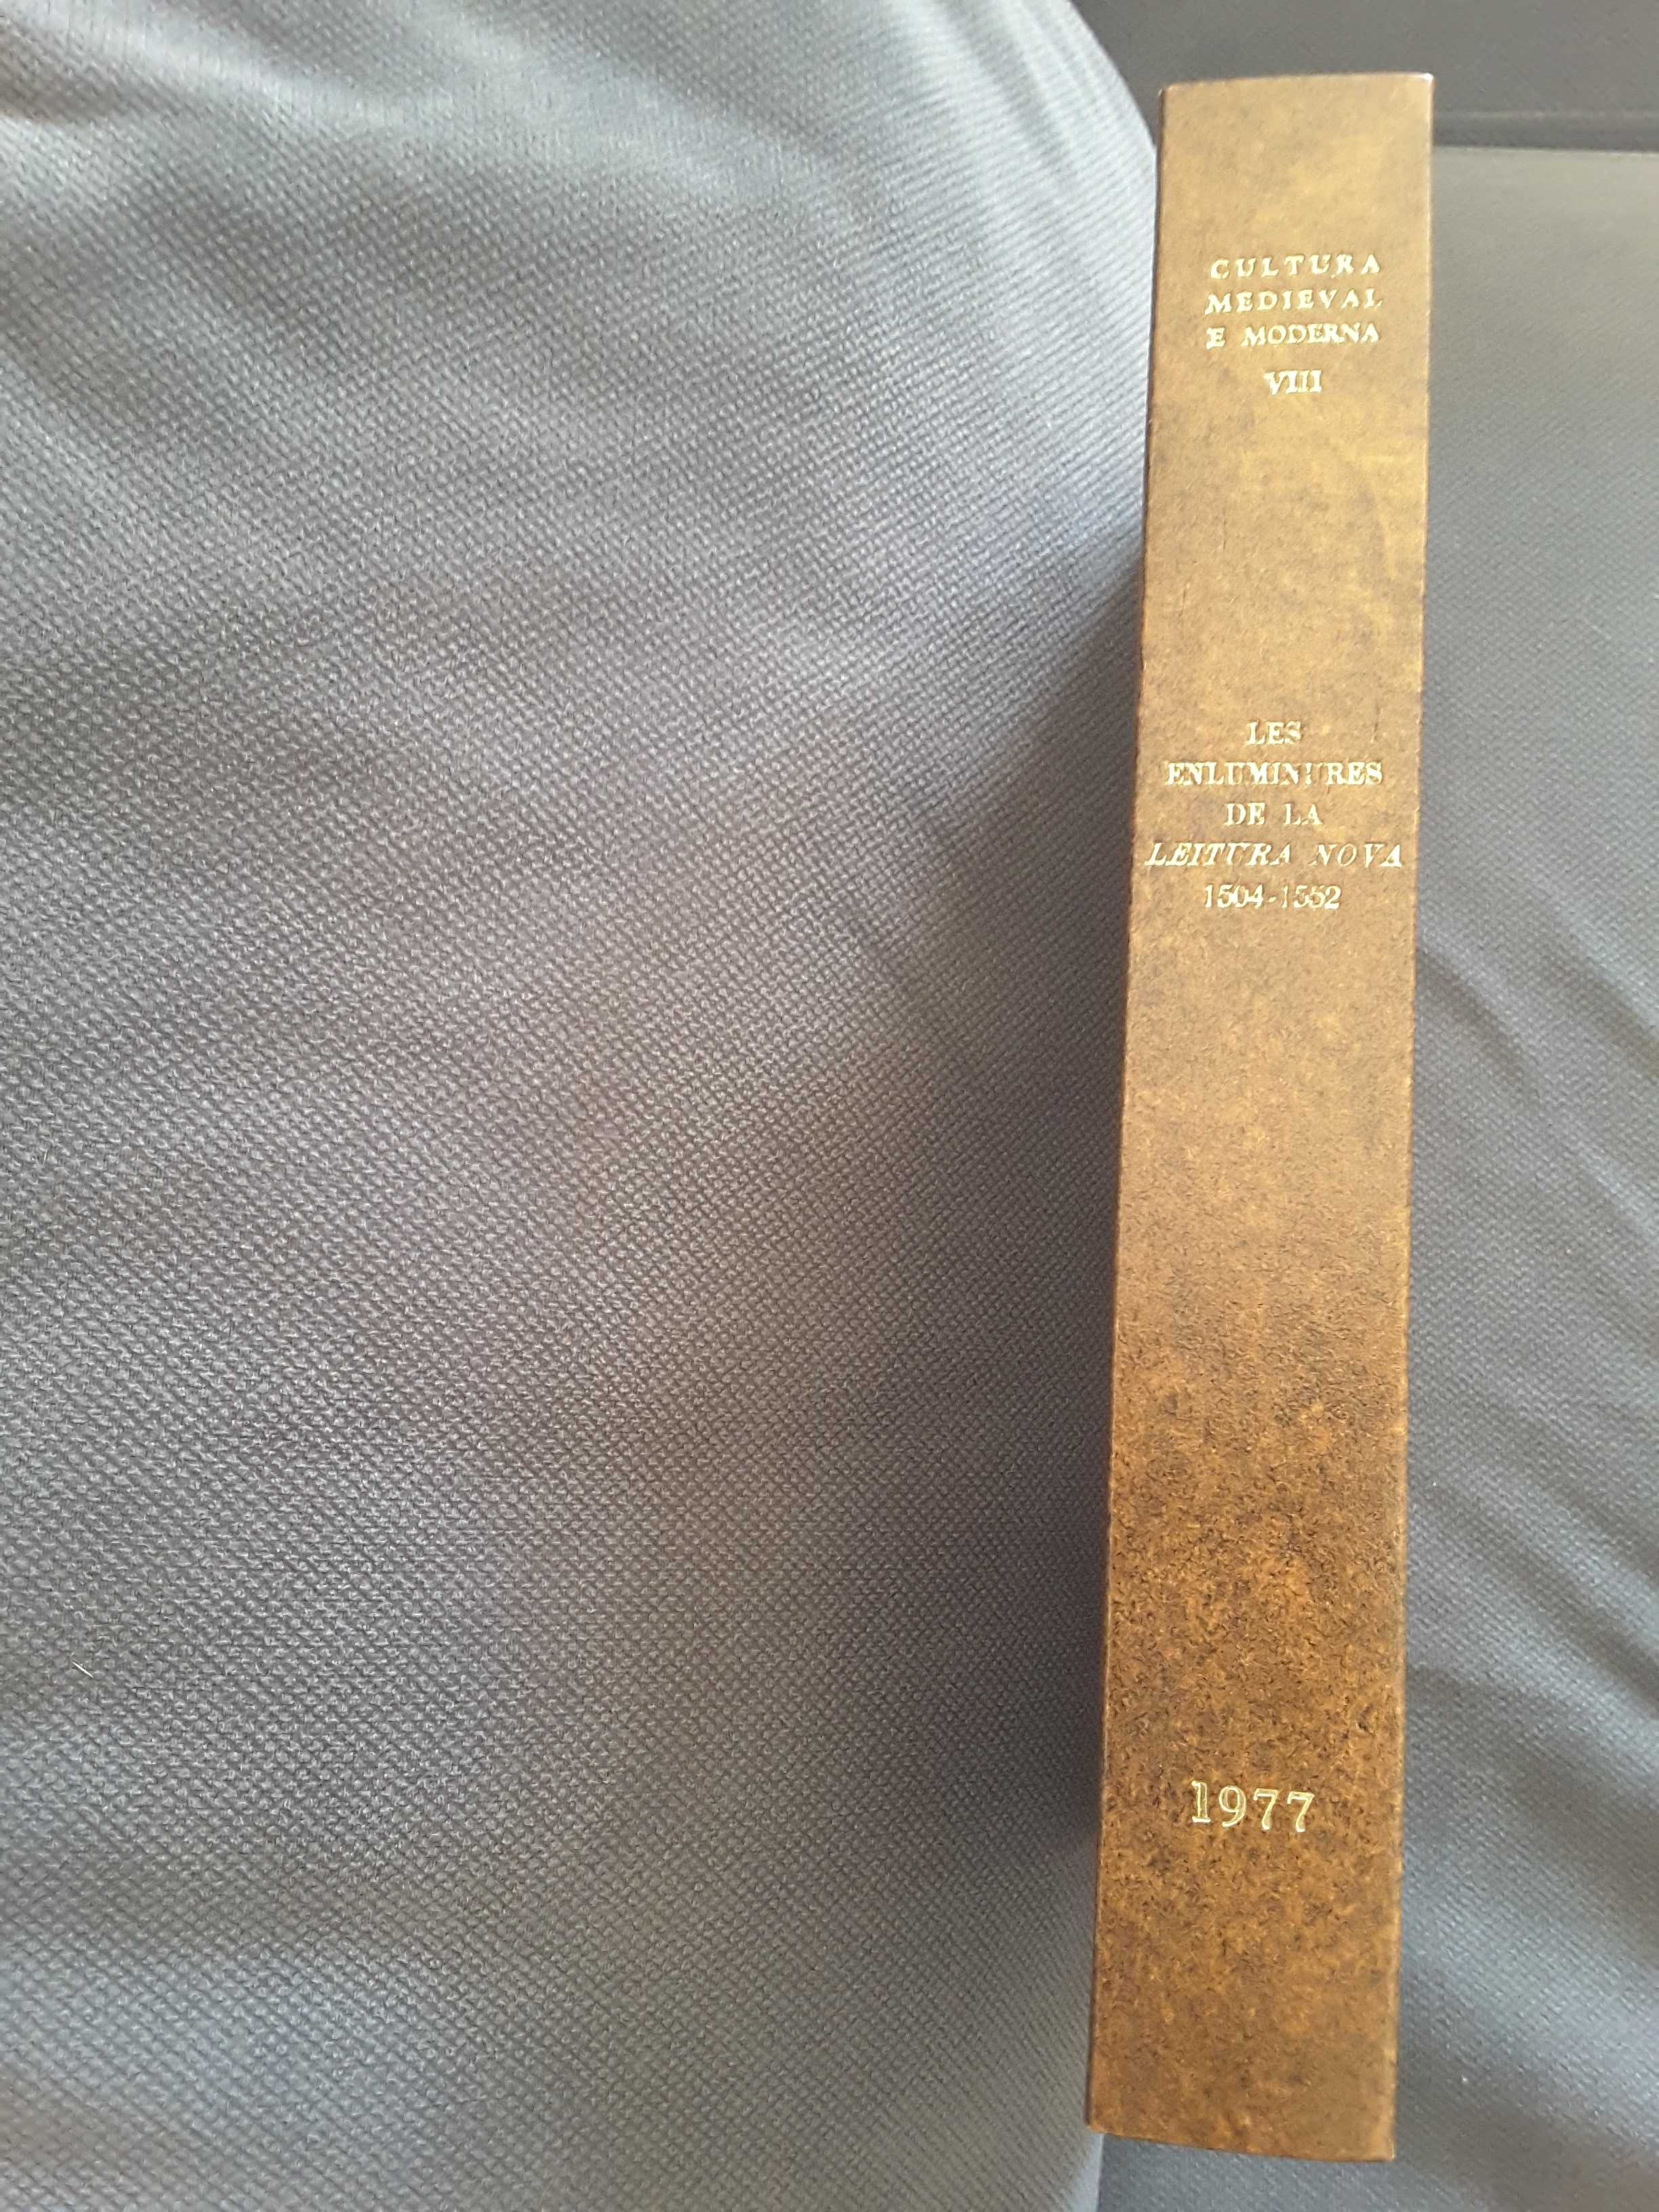 CULTURA
MEDIEVAL
E MODERNA
VIII
LES
ENLUMINURES
DE LA
LEITURA NOVA
1504-1552
1977